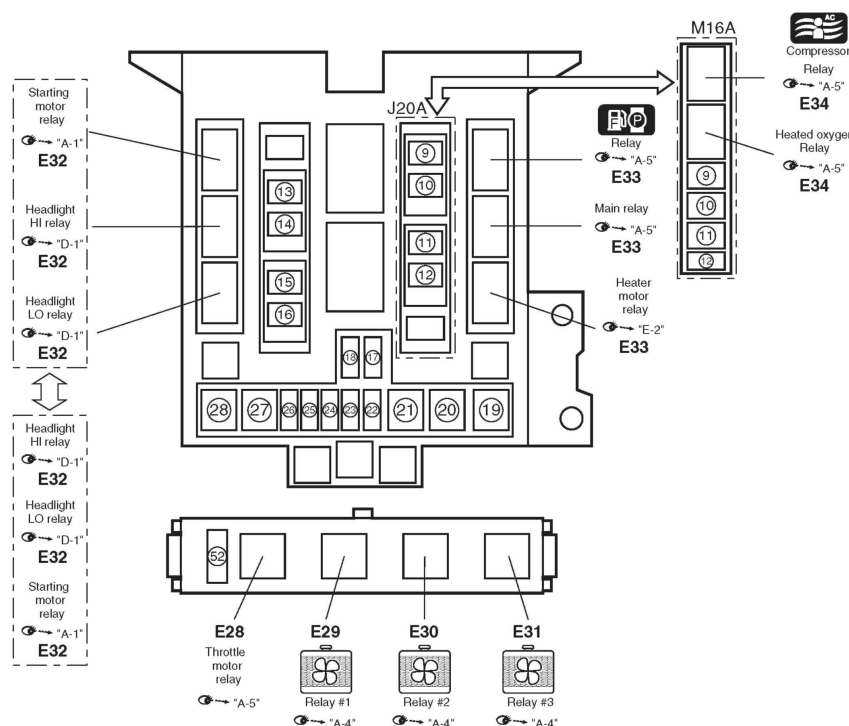 M16A
Compressor
Relay
"A-5"
E34
Heated oxygen
Relay
"A-5"
E34
9
10
11
12
J20A
Relay
"A-5"
E33
Main relay
"A-5"
E33
Heater
motor
relay
"E-2"
E33
Starting
motor
relay
"A-1"
E32
Headlight
HI relay
"D-1"
E32
Headlight
LO relay
"D-1"
E32
Headlight
HI relay
"D-1"
E32
Headlight
LO relay
"D-1"
E32
Starting
motor
relay
"A-1"
E32
AC
P
13
14
15
16
9
10
11
12
18 17
28 27 26 25 24 23 22 21 20 19
52
E28 E29 E30 E31
Throttle
motor
relay
"A-5"
Relay #1
"A-4"
Relay #2
"A-4"
Relay #3
"A-4"